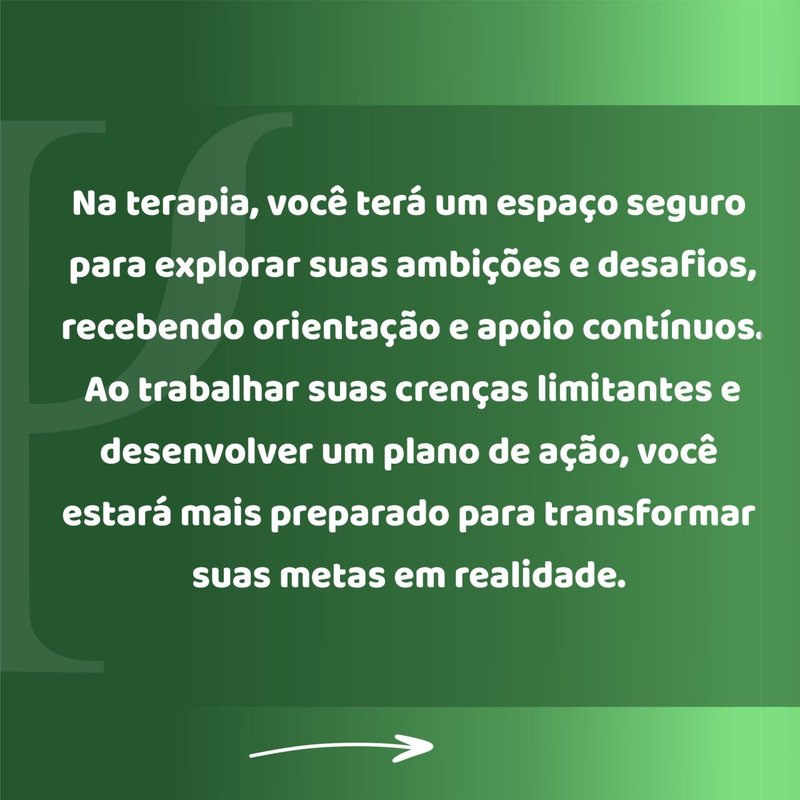 Na terapia, você terá um espaço seguro
para explorar suas ambições e desafios,
recebendo orientação e apoio contínuos.
Ao trabalhar suas crenças limitantes e
desenvolver um plano de ação, você
estará mais preparado para transformar
suas metas em realidade.